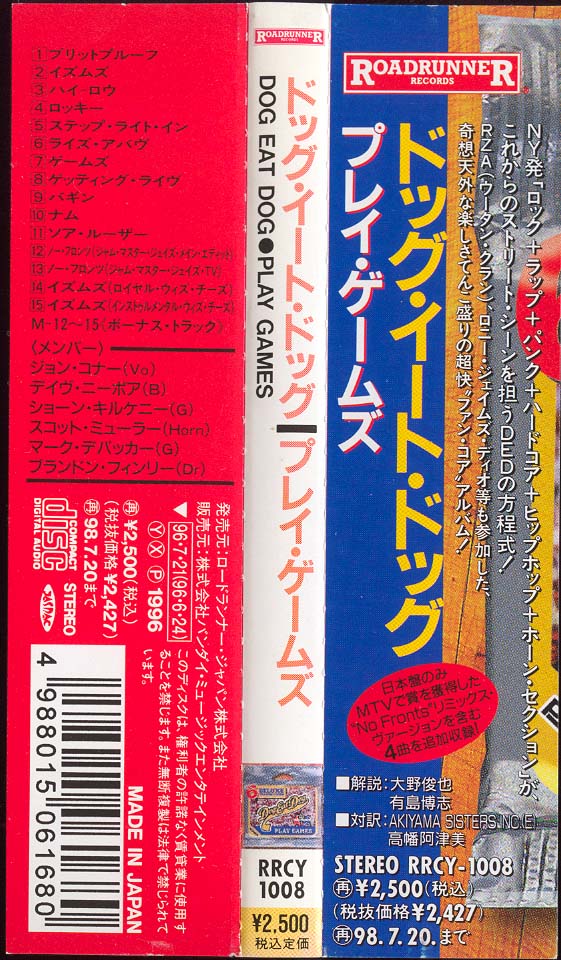 1 ブリットプルーフ
2 イズムズ
3 ハイ・ロウ
4 ロッキー
5 ステップ・ライト・イン
6 ライズ・アバヴ
7 ゲームズ
8 ゲッティング・ライヴ
9 バギン
10 ナム
11 ソア・ルーザー
12 ノー・フロンツ(ジャム・マスター・ジェイズ・メイン・エディット)
13 ノー・フロンツ(ジャム・マスター・ジェイズ・TV)
14 イズムズ(ロイヤル・ウィズ・チーズ)
15 イズムズ(インストゥルメンタル・ウィズ・チーズ)
M-12〜15《ボーナス・トラック》
〈メンバー〉
ジョン・コナー(Vo)
デイヴ・ニーボア(B)
ショーン・キルケニー(G)
スコット・ミューラー(Horn)
マーク・デバッカー(G)
ブランドン・フィンリー(Dr)
発売元:ロードランナー・ジャパン株式会社
販売元:株式会社バンダイ・ミュージックエンタテインメント
このディスクは、権利者の許諾なく賃貸業に使用す
ることを禁じます。また無断複製は法律で禁じられて
います。
MADE IN JAPAN
▼ 96・7・21(96・6・24)
Ⓨ Ⓧ Ⓟ 1996
再 ¥2,500(税込)
(税抜価格 ¥2,427)
再 98.7.20まで
STEREO
COMPACT
disc
DIGITAL AUDIO
4 988015 061680
ROADRUNNER
RECORDS
ドッグ・イート・ドッグ|プレイ・ゲームズ
DOG EAT DOG●PLAY GAMES
DELUXE
Dog Eat Dog
PLAY GAMES
RRCY
1008
¥2,500
税込定価
ROADRUNNER
RECORDS
NY発「ロック+ラップ+パンク+ハードコア+ヒップホップ+ホーン・セクション」が、
これからのストリート・シーンを担うDEDの方程式!
RZA(ウータン・クラン)、ロニー・ジェイムズ・ディオ等も参加した、
奇想天外な楽しさてんこ盛りの超快“ファン・コア”アルバム!
ドッグ・イート・ドッグ
プレイ・ゲームズ
日本盤のみ
MTVで賞を獲得した
“No Fronts”リミックス・
ヴァージョンを含む
4曲を追加収録!
■解説:大野俊也
有島博志
■対訳:AKIYAMA SISTERS INC.(E)
高幡阿津美
STEREO RRCY-1008
再 ¥2,500(税込)
(税抜価格 ¥2,427)
再 98.7.20.まで